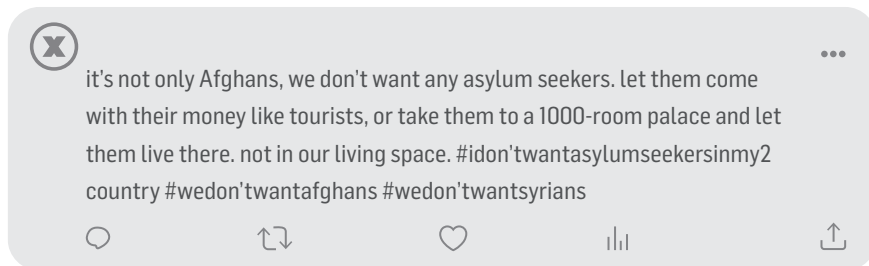 it's not only Afghans, we don't want any asylum seekers. let them come
with their money like tourists, or take them to a 1000-room palace and let
them live there. not in our living space. #idon'twantasylumseekersinmy2
country #wedon'twantafghans #wedon'twantsyrians